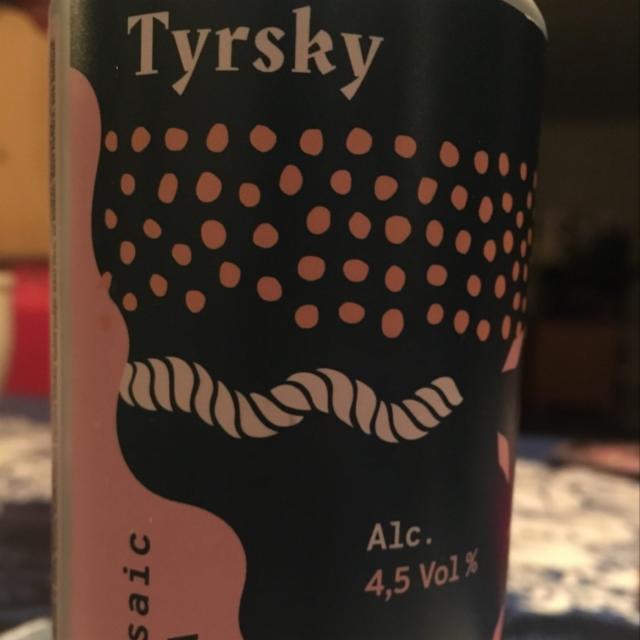 Tyrsky
Alc.
4,5 Vol%
saic